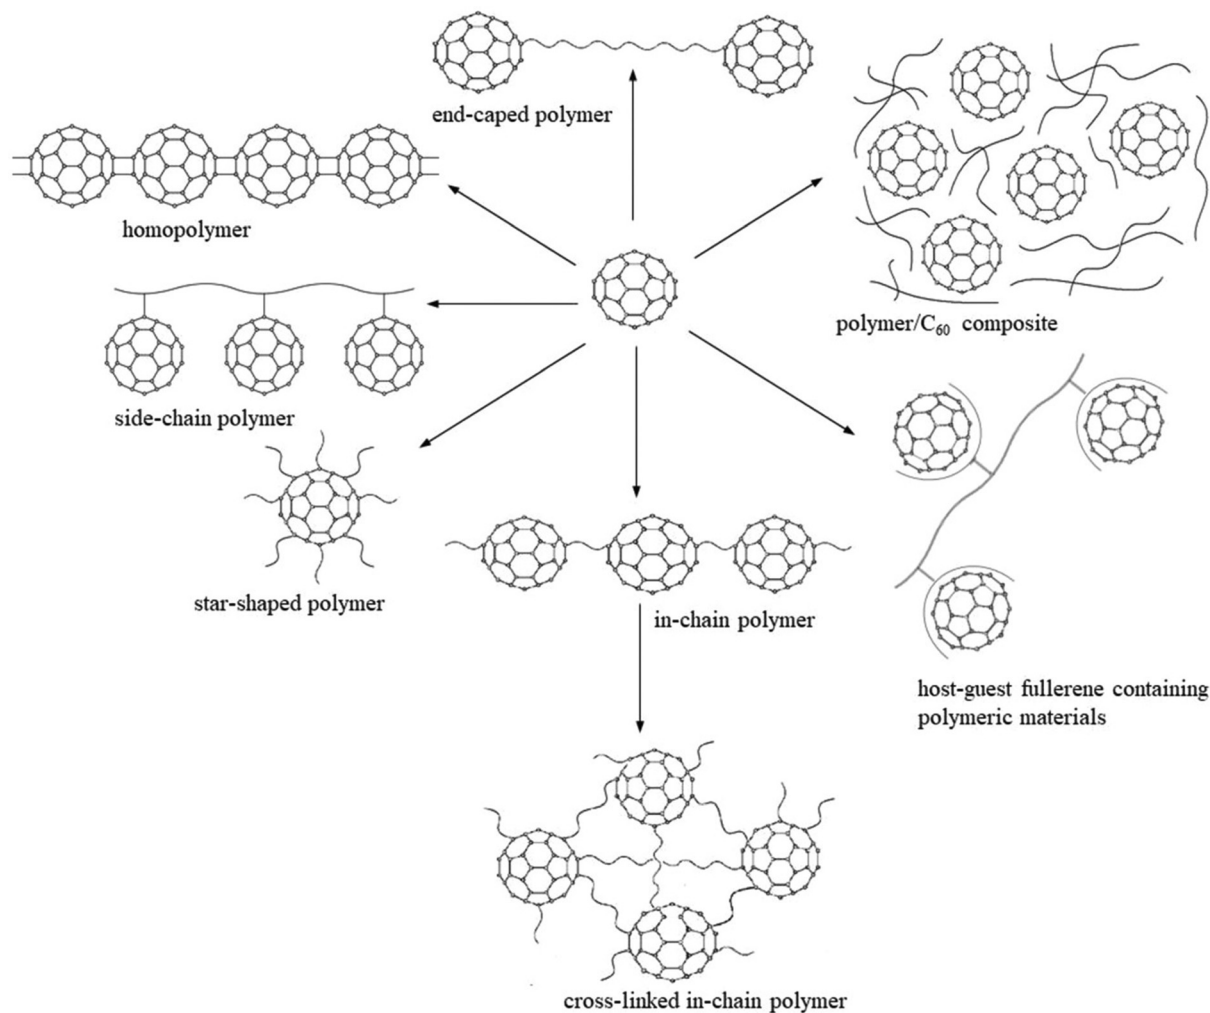 end-caped polymer
homopolymer
polymer/C₆₀ composite
side-chain polymer
star-shaped polymer
in-chain polymer
host-guest fullerene containing
polymeric materials
cross-linked in-chain polymer